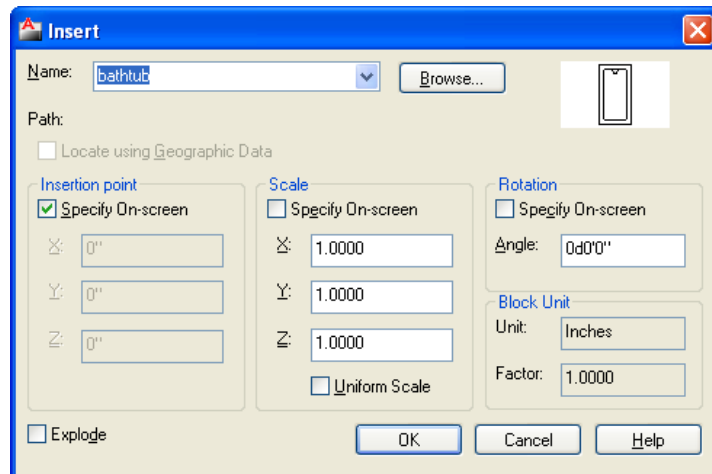 Insert
Name: bathtub Browse...
Path:
Locate using Geographic Data
Insertion point
Specify On-screen
X: 0"
Y: 0"
Z: 0"
Scale
Specify On-screen
X: 1.0000
Y: 1.0000
Z: 1.0000
Uniform Scale
Rotation
Specify On-screen
Angle: 0d0'0"
Block Unit
Unit: Inches
Factor: 1.0000
Explode
OK Cancel Help